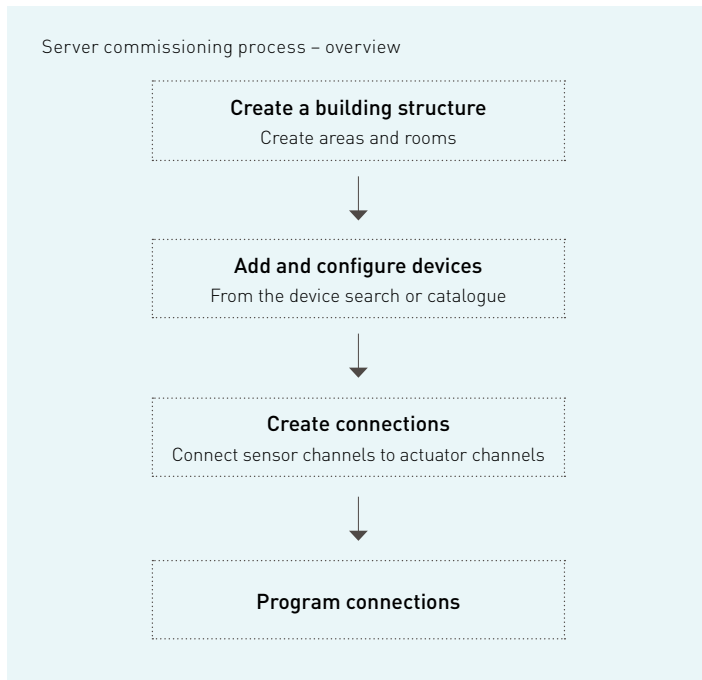 Server commissioning process – overview
Create a building structure
Create areas and rooms
Add and configure devices
From the device search or catalogue
Create connections
Connect sensor channels to actuator channels
Program connections